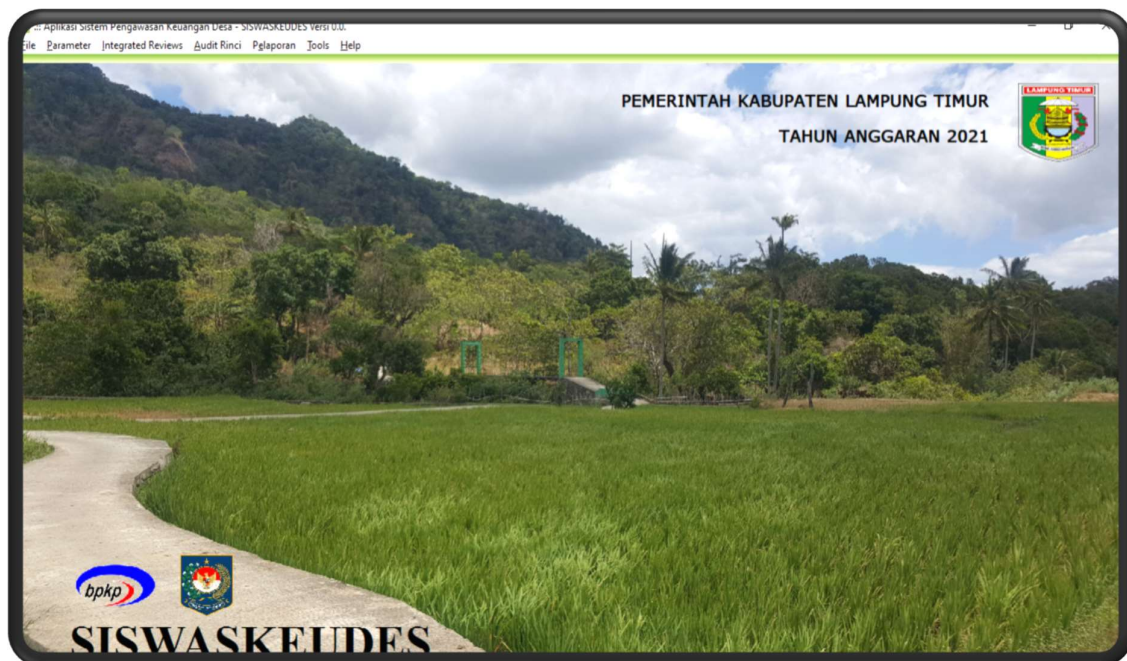 .:: Aplikasi Sistem Pengawasan Keuangan Desa - SISWASKEUDES Versi 0.0.
File Parameter Integrated Reviews Audit Rinci Pelaporan Tools Help
PEMERINTAH KABUPATEN LAMPUNG TIMUR
TAHUN ANGGARAN 2021
LAMPUNG TIMUR
bpkp
SISWASKEUDES